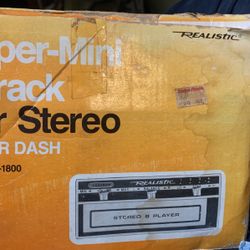 per-Mini
REALISTIC
rack
r Stereo
R DASH
-1800
REALISTIC
STEREO 8 PLAYER